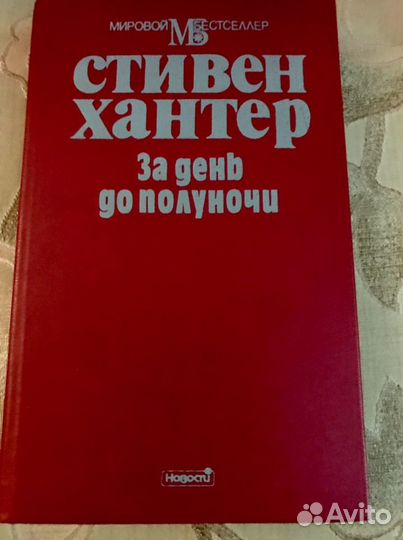 МИРОВОЙ МБ БЕСТСЕЛЛЕР
СТИВЕН
ХАНТЕР
За день
до полуночи
Новости
Avito